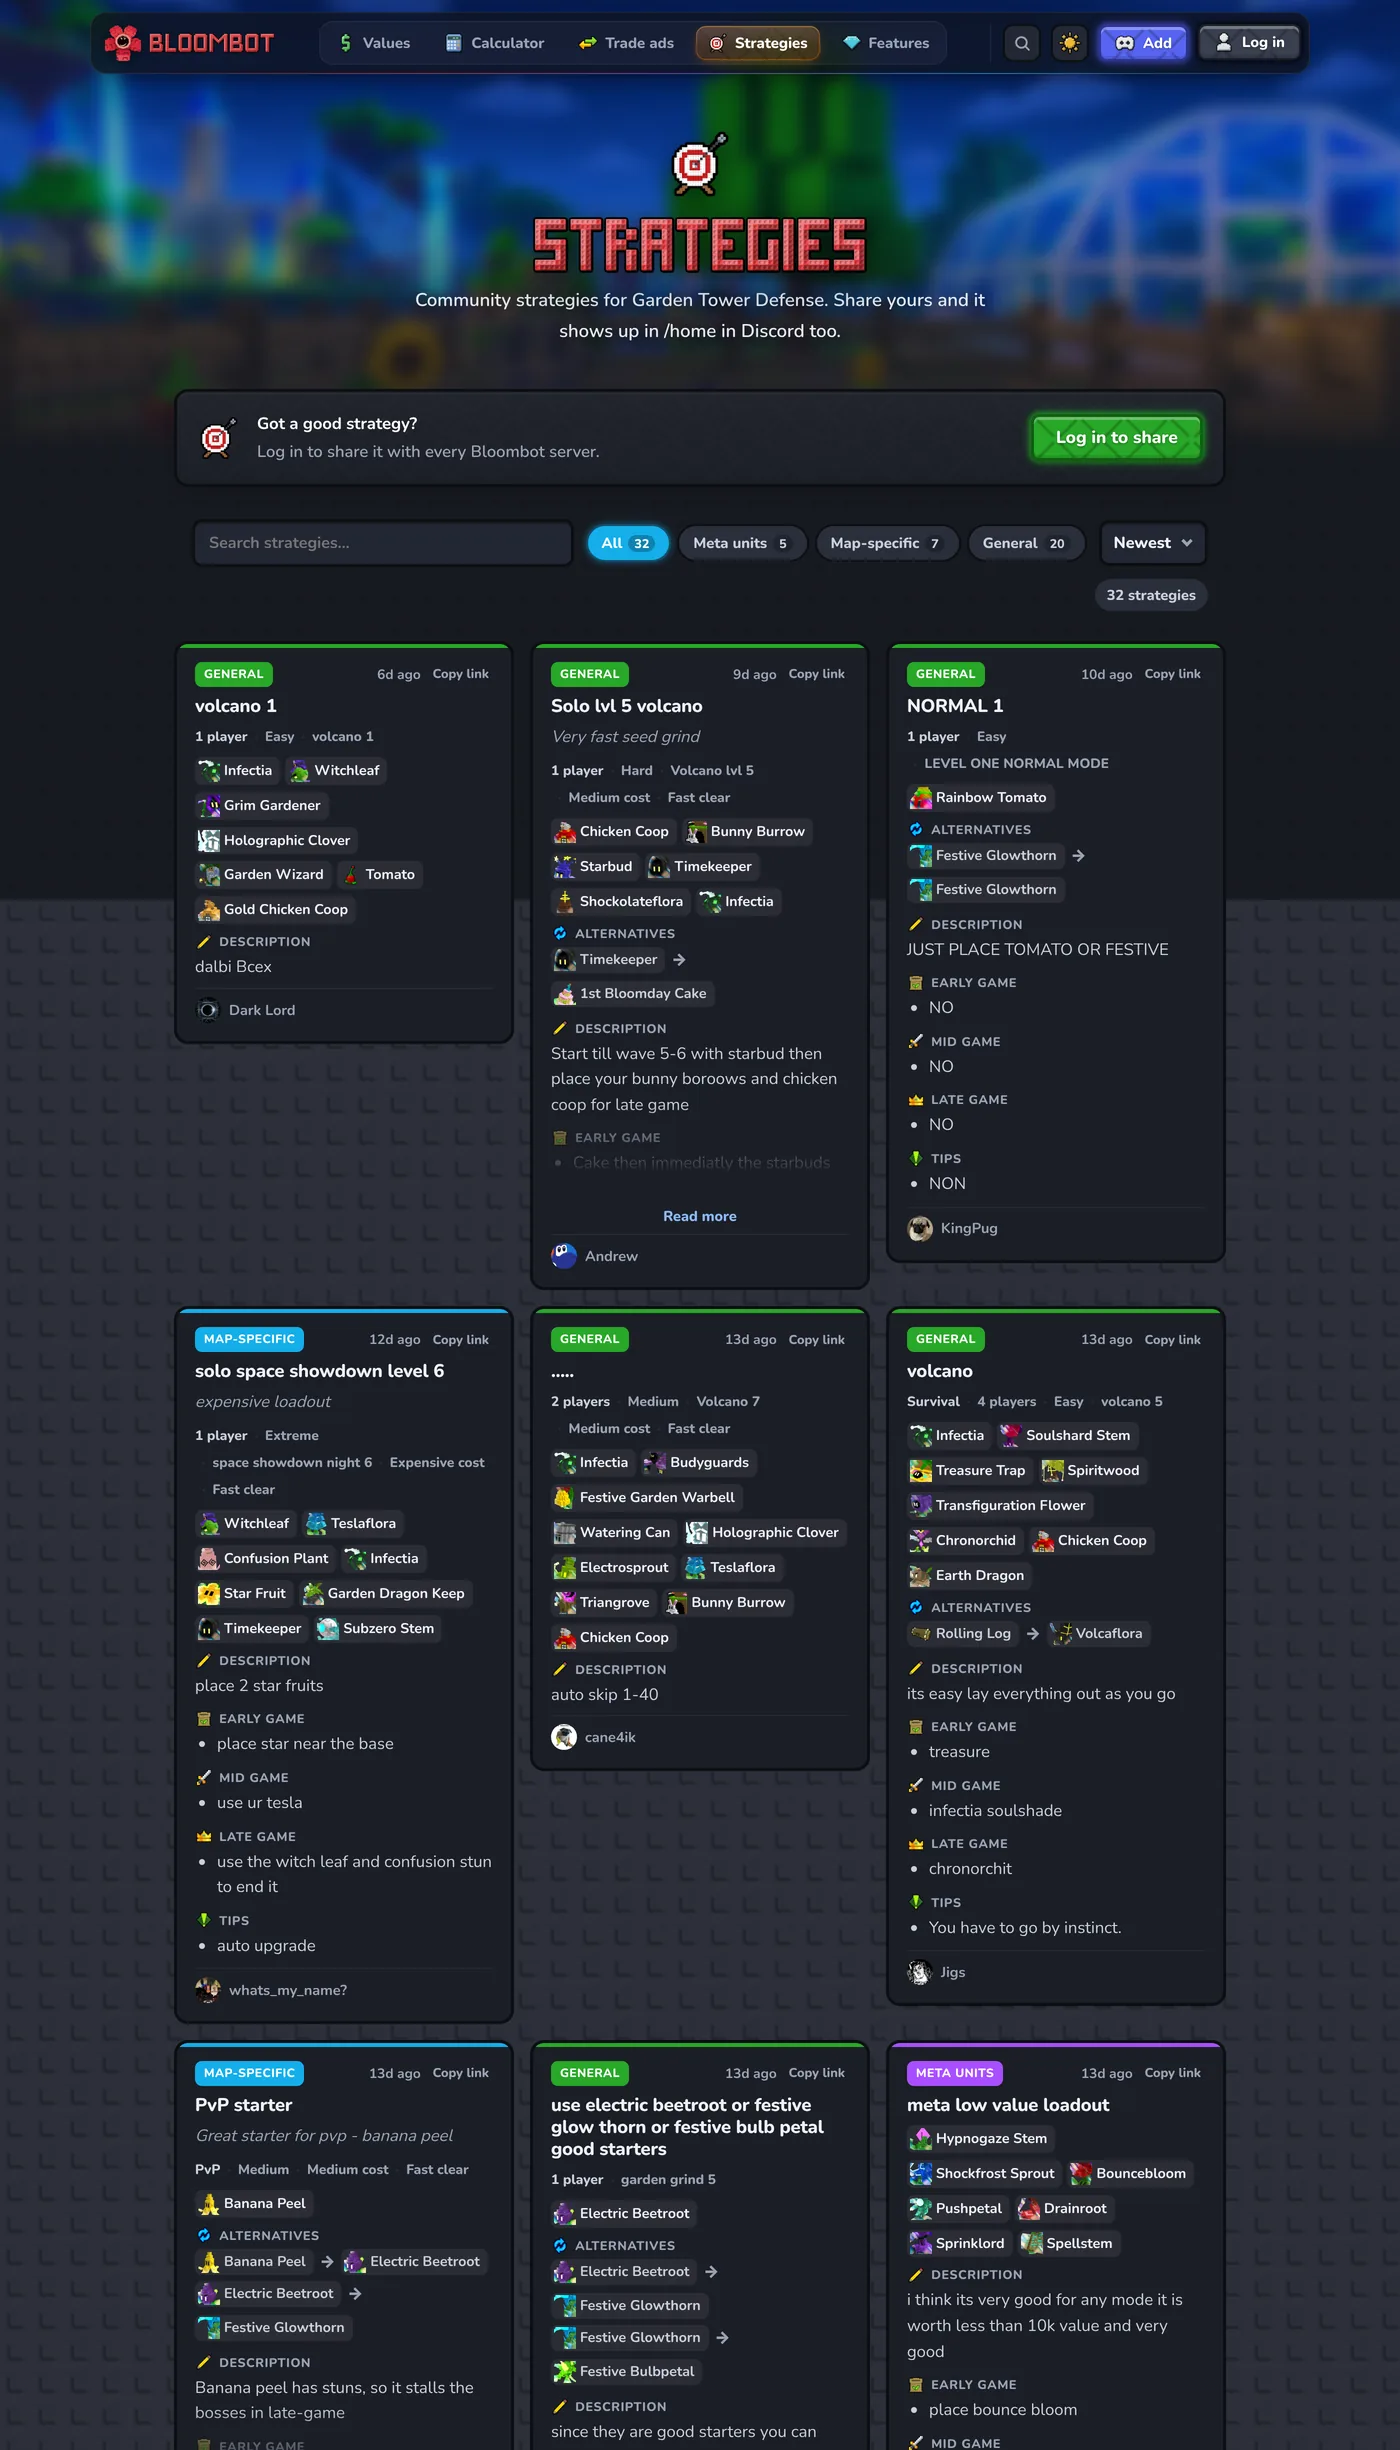 BLOOMBOT
Values
Calculator
Trade ads
Strategies
Features
Add
Log in
STRATEGIES
Community strategies for Garden Tower Defense. Share yours and it
shows up in /home in Discord too.
Got a good strategy?
Log in to share it with every Bloombot server.
Log in to share
Search strategies...
All 32
Meta units 5
Map-specific 7
General 20
Newest
32 strategies
GENERAL 6d ago Copy link
volcano 1
1 player Easy volcano 1
Infectia Witchleaf
Grim Gardener
Holographic Clover
Garden Wizard Tomato
Gold Chicken Coop
DESCRIPTION
dalbi Bcex
Dark Lord
GENERAL 9d ago Copy link
Solo lvl 5 volcano
Very fast seed grind
1 player Hard Volcano lvl 5
Medium cost Fast clear
Chicken Coop Bunny Burrow
Starbud Timekeeper
Shockolateflora Infectia
ALTERNATIVES
Timekeeper →
1st Bloomday Cake
DESCRIPTION
Start till wave 5-6 with starbud then
place your bunny boroows and chicken
coop for late game
EARLY GAME
• Cake then immediatly the starbuds
Read more
Andrew
GENERAL 10d ago Copy link
NORMAL 1
1 player Easy
LEVEL ONE NORMAL MODE
Rainbow Tomato
ALTERNATIVES
Festive Glowthorn →
Festive Glowthorn
DESCRIPTION
JUST PLACE TOMATO OR FESTIVE
EARLY GAME
• NO
MID GAME
• NO
LATE GAME
• NO
TIPS
• NON
KingPug
MAP-SPECIFIC 12d ago Copy link
solo space showdown level 6
expensive loadout
1 player Extreme
space showdown night 6 Expensive cost
Fast clear
Witchleaf Teslaflora
Confusion Plant Infectia
Star Fruit Garden Dragon Keep
Timekeeper Subzero Stem
DESCRIPTION
place 2 star fruits
EARLY GAME
• place star near the base
MID GAME
• use ur tesla
LATE GAME
• use the witch leaf and confusion stun
to end it
TIPS
• auto upgrade
whats_my_name?
GENERAL 13d ago Copy link
.....
2 players Medium Volcano 7
Medium cost Fast clear
Infectia Budyguards
Festive Garden Warbell
Watering Can Holographic Clover
Electrosprout Teslaflora
Triangrove Bunny Burrow
Chicken Coop
DESCRIPTION
auto skip 1-40
cane4ik
GENERAL 13d ago Copy link
volcano
Survival 4 players Easy volcano 5
Infectia Soulshard Stem
Treasure Trap Spiritwood
Transfiguration Flower
Chronorchid Chicken Coop
Earth Dragon
ALTERNATIVES
Rolling Log → Volcaflora
DESCRIPTION
its easy lay everything out as you go
EARLY GAME
• treasure
MID GAME
• infectia soulshade
LATE GAME
• chronorchit
TIPS
• You have to go by instinct.
Jigs
MAP-SPECIFIC 13d ago Copy link
PvP starter
Great starter for pvp - banana peel
PvP Medium Medium cost Fast clear
Banana Peel
ALTERNATIVES
Banana Peel → Electric Beetroot
Electric Beetroot →
Festive Glowthorn
DESCRIPTION
Banana peel has stuns, so it stalls the
bosses in late-game
EARLY GAME
GENERAL 13d ago Copy link
use electric beetroot or festive
glow thorn or festive bulb petal
good starters
1 player garden grind 5
Electric Beetroot
ALTERNATIVES
Electric Beetroot →
Festive Glowthorn
Festive Glowthorn →
Festive Bulbpetal
DESCRIPTION
since they are good starters you can
META UNITS 13d ago Copy link
meta low value loadout
Hypnogaze Stem
Shockfrost Sprout Bouncebloom
Pushpetal Drainroot
Sprinklord Spellstem
DESCRIPTION
i think its very good for any mode it is
worth less than 10k value and very
good
EARLY GAME
• place bounce bloom
MID GAME